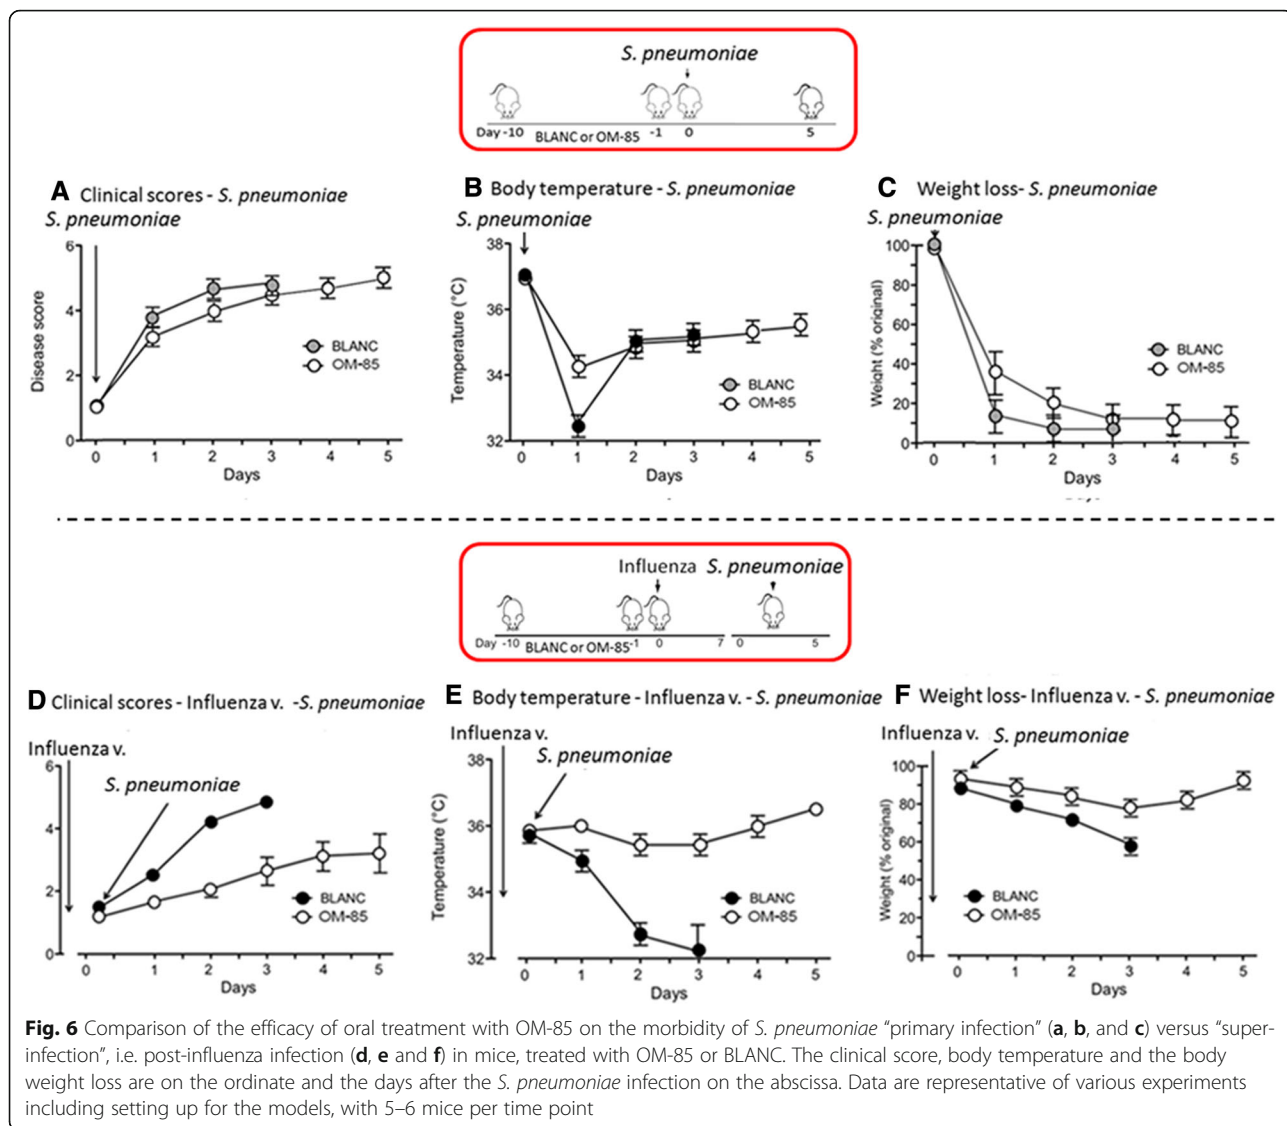 S. pneumoniae
Day -10 BLANC or OM-85 -1 0 5
A Clinical scores - S. pneumoniae
S. pneumoniae
6
4
2
0
Disease score
BLANC
OM-85
0 1 2 3 4 5
Days
B Body temperature - S. pneumoniae
S. pneumoniae
38
36
34
32
Temperature (°C)
BLANC
OM-85
0 1 2 3 4 5
Days
C Weight loss- S. pneumoniae
S. pneumoniae
100
80
60
40
20
0
Weight (% original)
BLANC
OM-85
0 1 2 3 4 5
Days
Influenza S. pneumoniae
Day -10 BLANC or OM-85 -1 0 7 0 5
D Clinical scores - Influenza v. -S. pneumoniae
Influenza v.
S. pneumoniae
6
4
2
0
BLANC
OM-85
0 1 2 3 4 5
Days
E Body temperature - Influenza v. - S. pneumoniae
Influenza v.
S. pneumoniae
38
36
34
32
Temperature (°C)
BLANC
OM-85
0 1 2 3 4 5
Days
F Weight loss- Influenza v. - S. pneumoniae
Influenza v. S. pneumoniae
100
80
60
40
20
0
Weight (% original)
BLANC
OM-85
0 1 2 3 4 5
Days
Fig. 6 Comparison of the efficacy of oral treatment with OM-85 on the morbidity of S. pneumoniae “primary infection” (a, b, and c) versus “super-
infection”, i.e. post-influenza infection (d, e and f) in mice, treated with OM-85 or BLANC. The clinical score, body temperature and the body
weight loss are on the ordinate and the days after the S. pneumoniae infection on the abscissa. Data are representative of various experiments
including setting up for the models, with 5–6 mice per time point